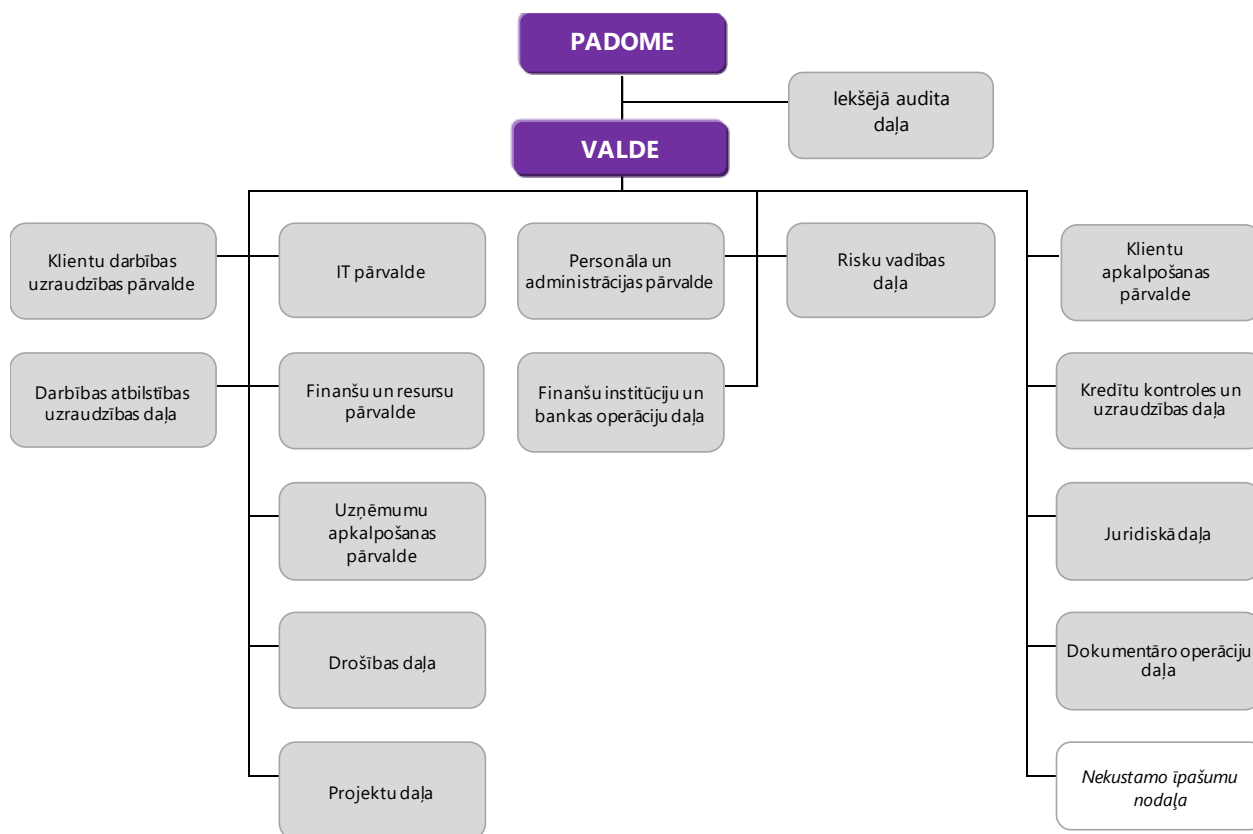 PADOME
Iekšējā audita
daļa
VALDE
Klientu darbības
uzraudzības pārvalde
IT pārvalde
Personāla un
administrācijas pārvalde
Risku vadības
daļa
Klientu
apkalpošanas
pārvalde
Darbības atbilstības
uzraudzības daļa
Finanšu un resursu
pārvalde
Finanšu institūciju un
bankas operāciju daļa
Kredītu kontroles un
uzraudzības daļa
Uzņēmumu
apkalpošanas
pārvalde
Juridiskā daļa
Drošības daļa
Dokumentāro operāciju
daļa
Projektu daļa
Nekustamo īpašumu
nodaļa